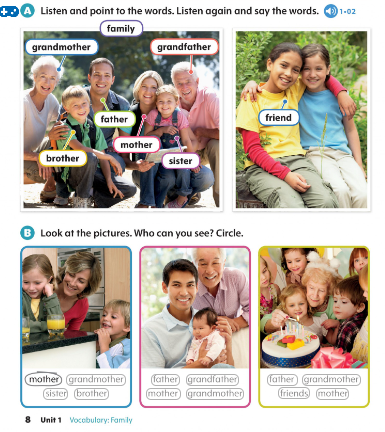 A Listen and point to the words. Listen again and say the words. 1·02
family
grandmother
grandfather
father
mother
brother
sister
friend
B Look at the pictures. Who can you see? Circle.
mother grandmother
sister brother
father grandfather
mother grandmother
father grandmother
friends mother
8 Unit 1 Vocabulary: Family